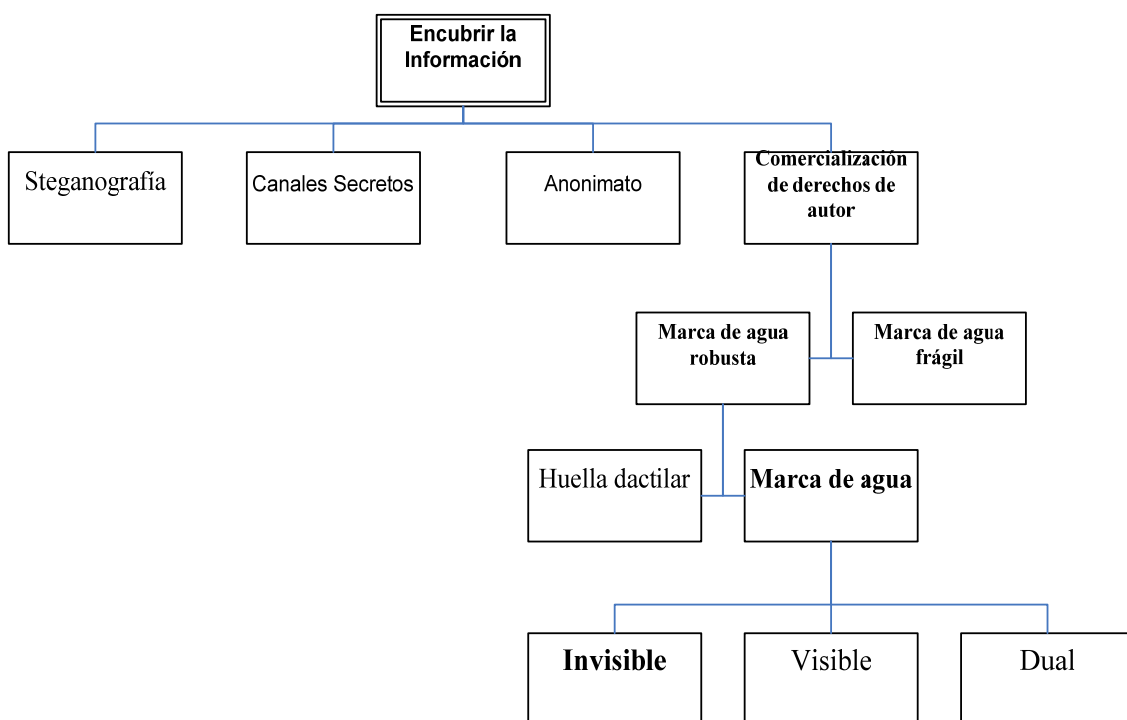 Encubrir la
Información
Steganografía
Canales Secretos
Anonimato
Comercialización
de derechos de
autor
Marca de agua
robusta
Marca de agua
frágil
Huella dactilar
Marca de agua
Invisible
Visible
Dual